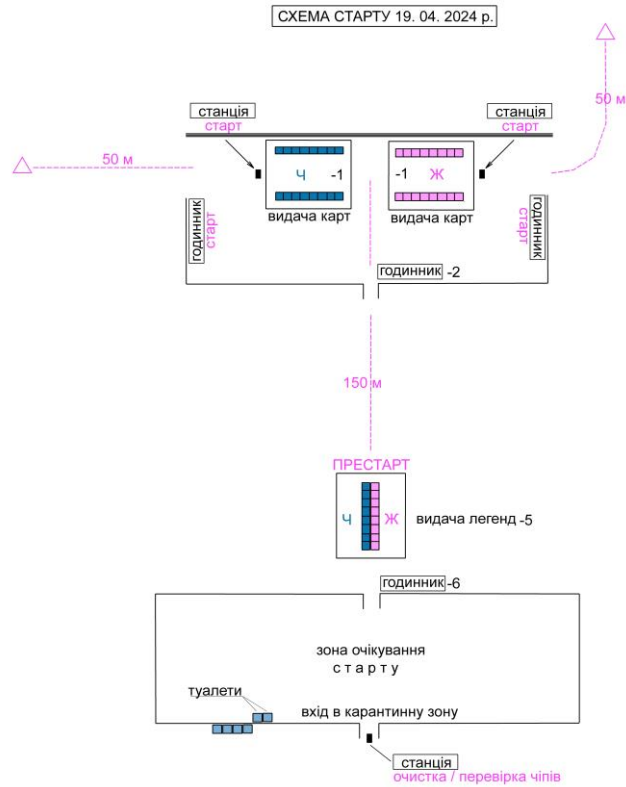 СХЕМА СТАРТУ 19. 04. 2024 р.
станція
старт
станція
старт
50 м
50 м
Ч -1
-1 Ж
видача карт
видача карт
годинник
старт
годинник
старт
годинник -2
150 м
ПРЕСТАРТ
Ч Ж
видача легенд -5
годинник -6
зона очікування
с т а р т у
туалети
вхід в карантинну зону
станція
очистка / перевірка чіпів